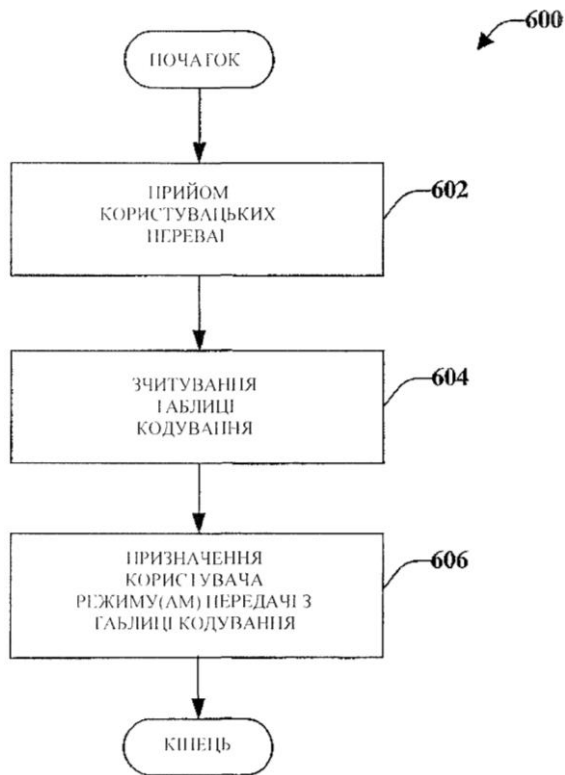 600
ПОЧАТОК
ПРИЙОМ
КОРИСТУВАЦЬКИХ
ПЕРЕВАГ
602
ЗЧИТУВАННЯ
ТАБЛИЦІ
КОДУВАННЯ
604
ПРИЗНАЧЕННЯ
КОРИСТУВАЧА
РЕЖИМУ(АМ) ПЕРЕДАЧІ З
ТАБЛИЦІ КОДУВАННЯ
606
КІНЕЦЬ